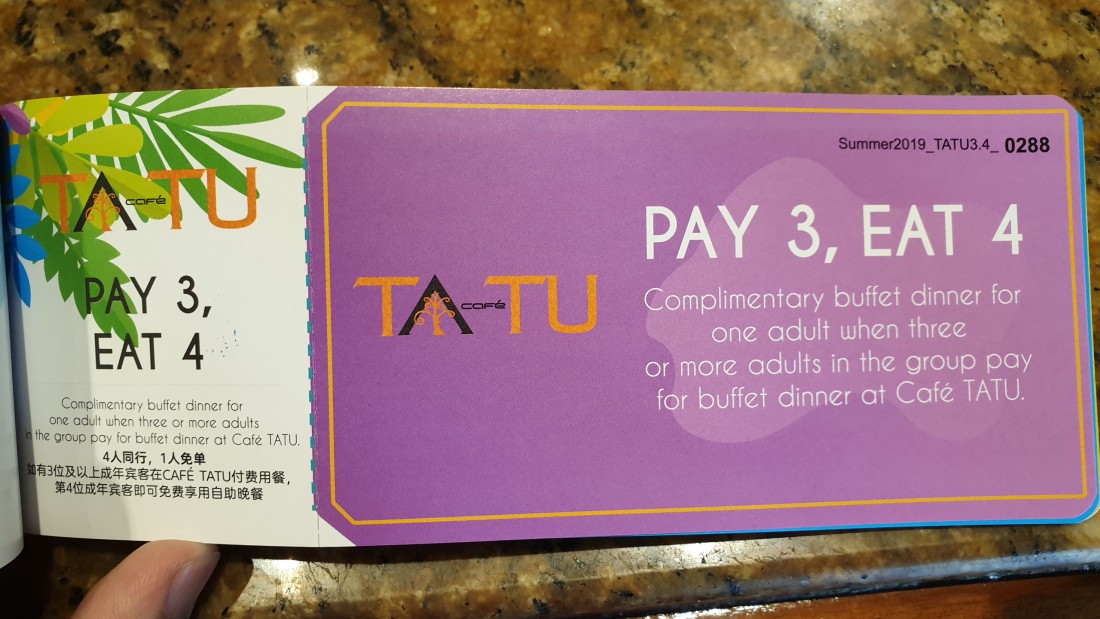 TATU
café
PAY 3,
EAT 4
Complimentary buffet dinner for
one adult when three or more adults
in the group pay for buffet dinner at Café TATU.
4人同行，1人免单
如有3位及以上成年宾客在CAFÉ TATU付费用餐，
第4位成年宾客即可免费享用自助晚餐
Summer2019_TATU3.4_ 0288
TATU
café
PAY 3, EAT 4
Complimentary buffet dinner for
one adult when three
or more adults in the group pay
for buffet dinner at Café TATU.